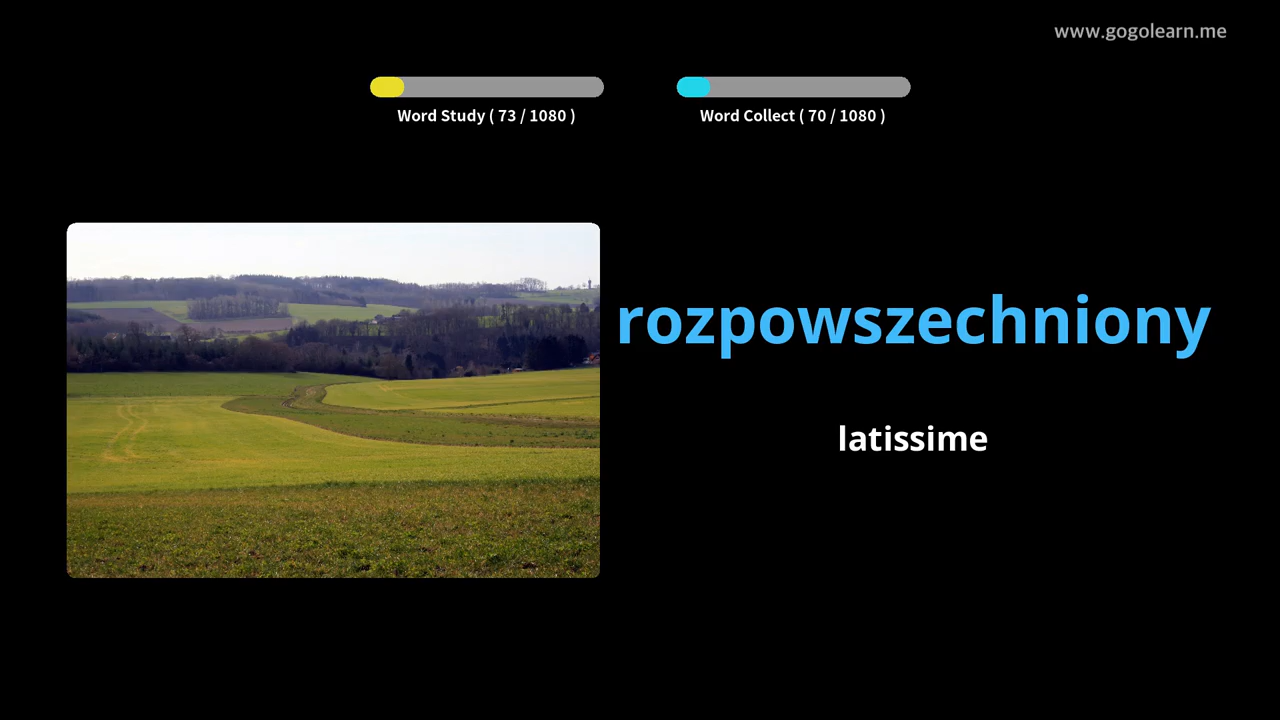 www.gogolearn.me
Word Study ( 73 / 1080 )
Word Collect ( 70 / 1080 )
rozpowszechniony
latissime